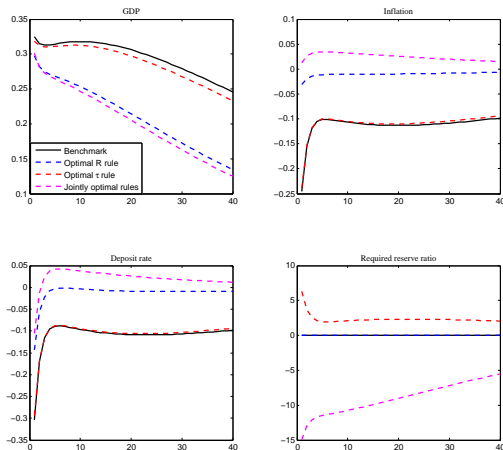 GDP
0.35
0.3
0.25
0.2
0.15
0.1
0 10 20 30 40
Benchmark
Optimal R rule
Optimal τ rule
Jointly optimal rules
Inflation
0.1
0.05
0
−0.05
−0.1
−0.15
−0.2
−0.25
0 10 20 30 40
Deposit rate
0.05
0
−0.05
−0.1
−0.15
−0.2
−0.25
−0.3
−0.35
0 10 20 30 40
Required reserve ratio
10
5
0
−5
−10
−15
0 10 20 30 40